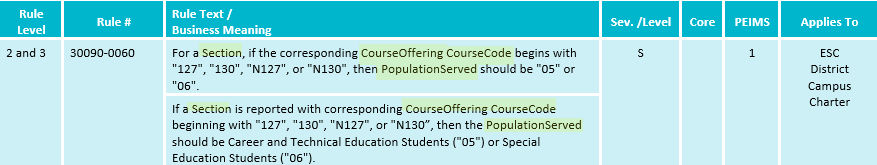 Rule Level
Rule #
Rule Text / Business Meaning
Sev. /Level
Core
PEIMS
Applies To
2 and 3
30090-0060
For a Section, if the corresponding CourseOffering CourseCode begins with
"127", "130", "N127", or "N130", then PopulationServed should be "05" or
"06".
S
1
ESC
District
Campus
Charter
If a Section is reported with corresponding CourseOffering CourseCode
beginning with "127", "130", "N127", or "N130”, then the PopulationServed
should be Career and Technical Education Students ("05") or Special
Education Students ("06").